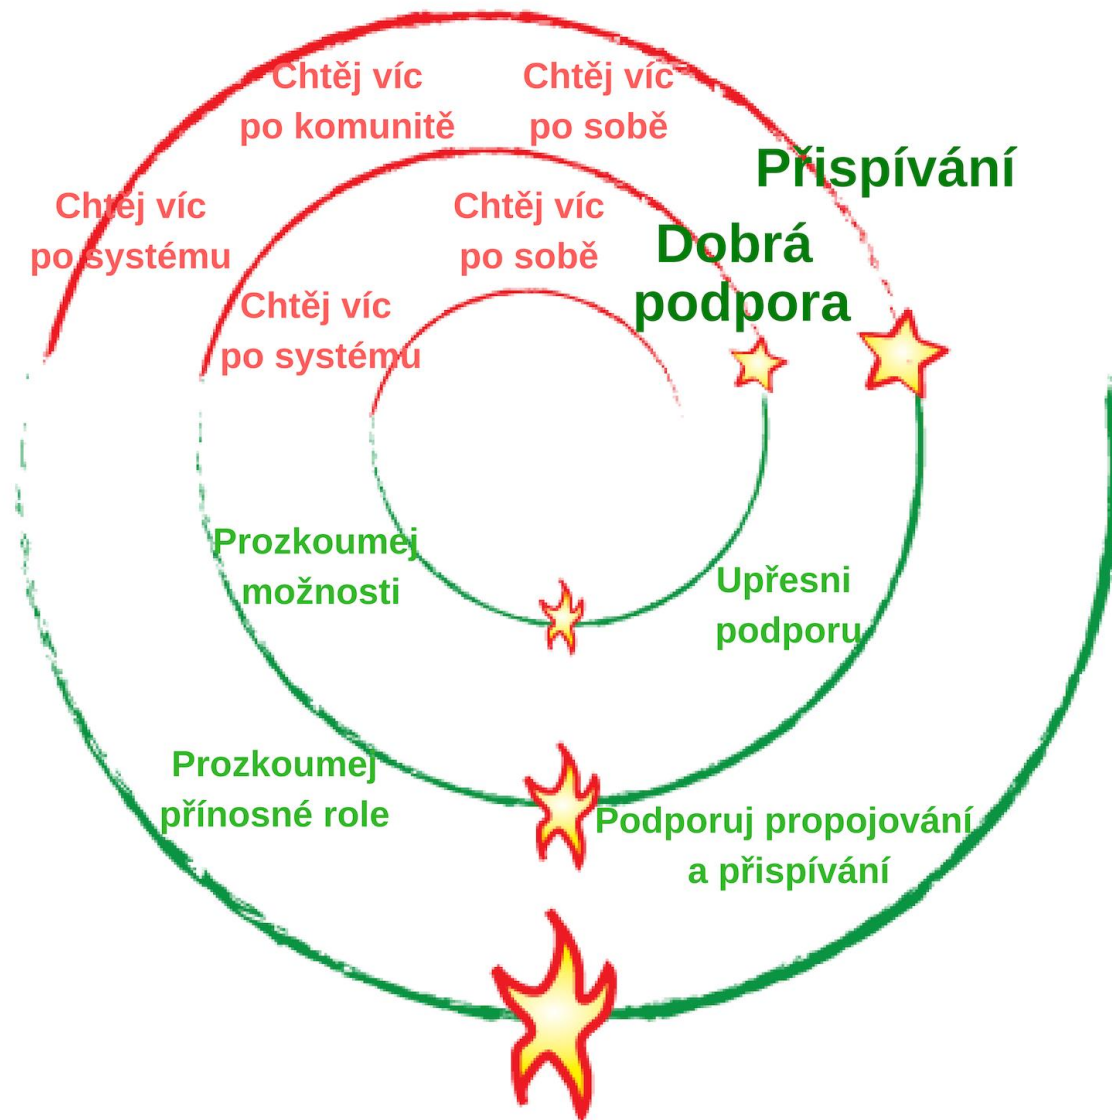 Chtěj víc
po komunitě
Chtěj víc
po sobě
Přispívání
Chtěj víc
po systému
Chtěj víc
po sobě
Dobrá
podpora
Chtěj víc
po systému
Prozkoumej
možnosti
Upřesni
podporu
Prozkoumej
přínosné role
Podporuj propojování
a přispívání